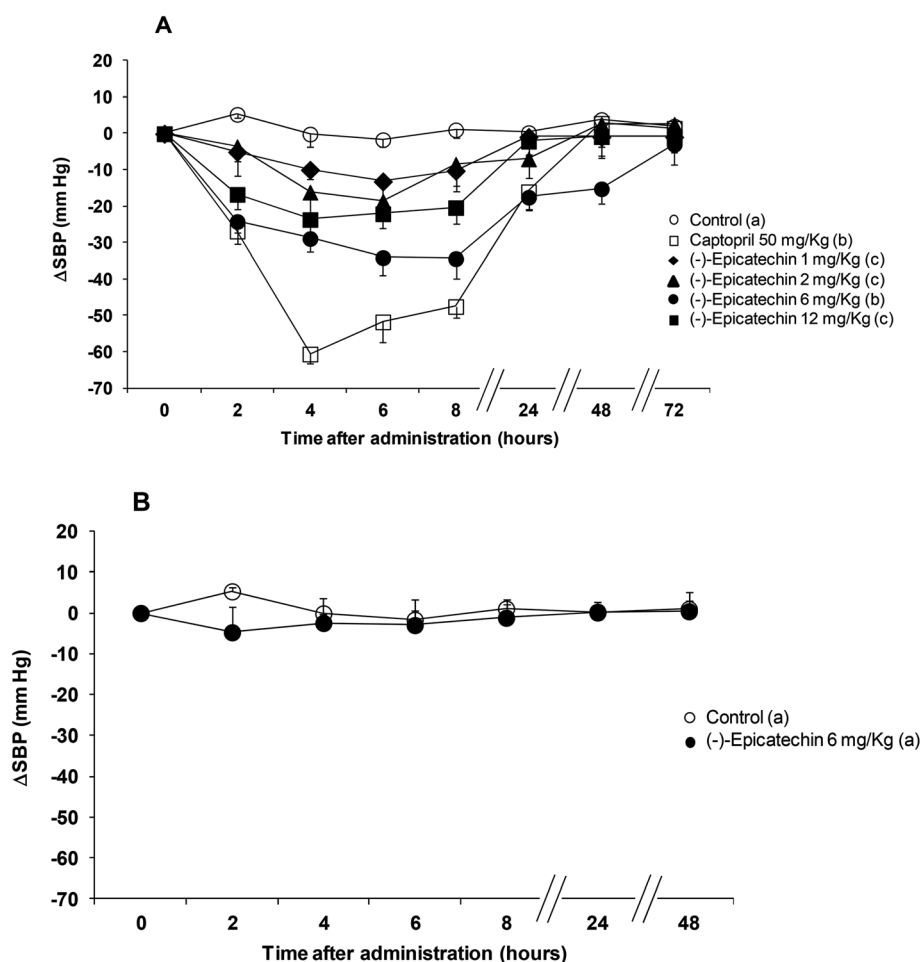 A
20
10
0
-10
-20
-30
-40
-50
-60
-70
ΔSBP (mm Hg)
0 2 4 6 8 24 48 72
Time after administration (hours)
Control (a)
Captopril 50 mg/Kg (b)
(-)-Epicatechin 1 mg/Kg (c)
(-)-Epicatechin 2 mg/Kg (c)
(-)-Epicatechin 6 mg/Kg (b)
(-)-Epicatechin 12 mg/Kg (c)
B
20
10
0
-10
-20
-30
-40
-50
-60
-70
ΔSBP (mm Hg)
0 2 4 6 8 24 48
Time after administration (hours)
Control (a)
(-)-Epicatechin 6 mg/Kg (a)